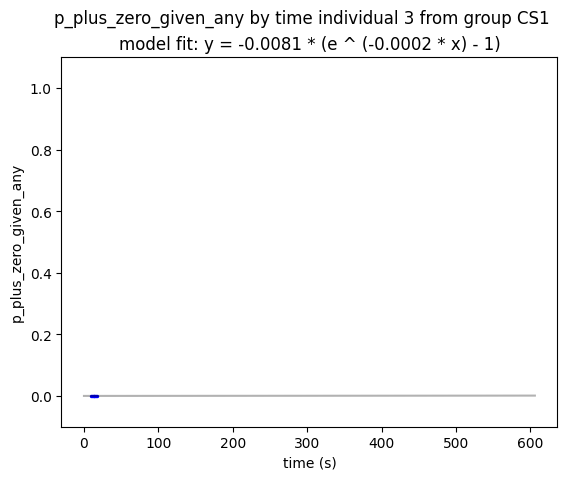 p_plus_zero_given_any by time individual 3 from group CS1
model fit: y = -0.0081 * (e ^ (-0.0002 * x) - 1)
1.0
0.8
0.6
0.4
0.2
0.0
p_plus_zero_given_any
0 100 200 300 400 500 600
time (s)